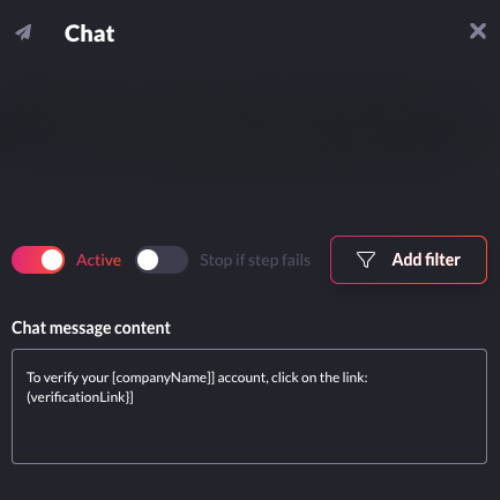 Chat
Active
Stop if step fails
Add filter
Chat message content
To verify your [companyName]] account, click on the link:
(verificationLink}]